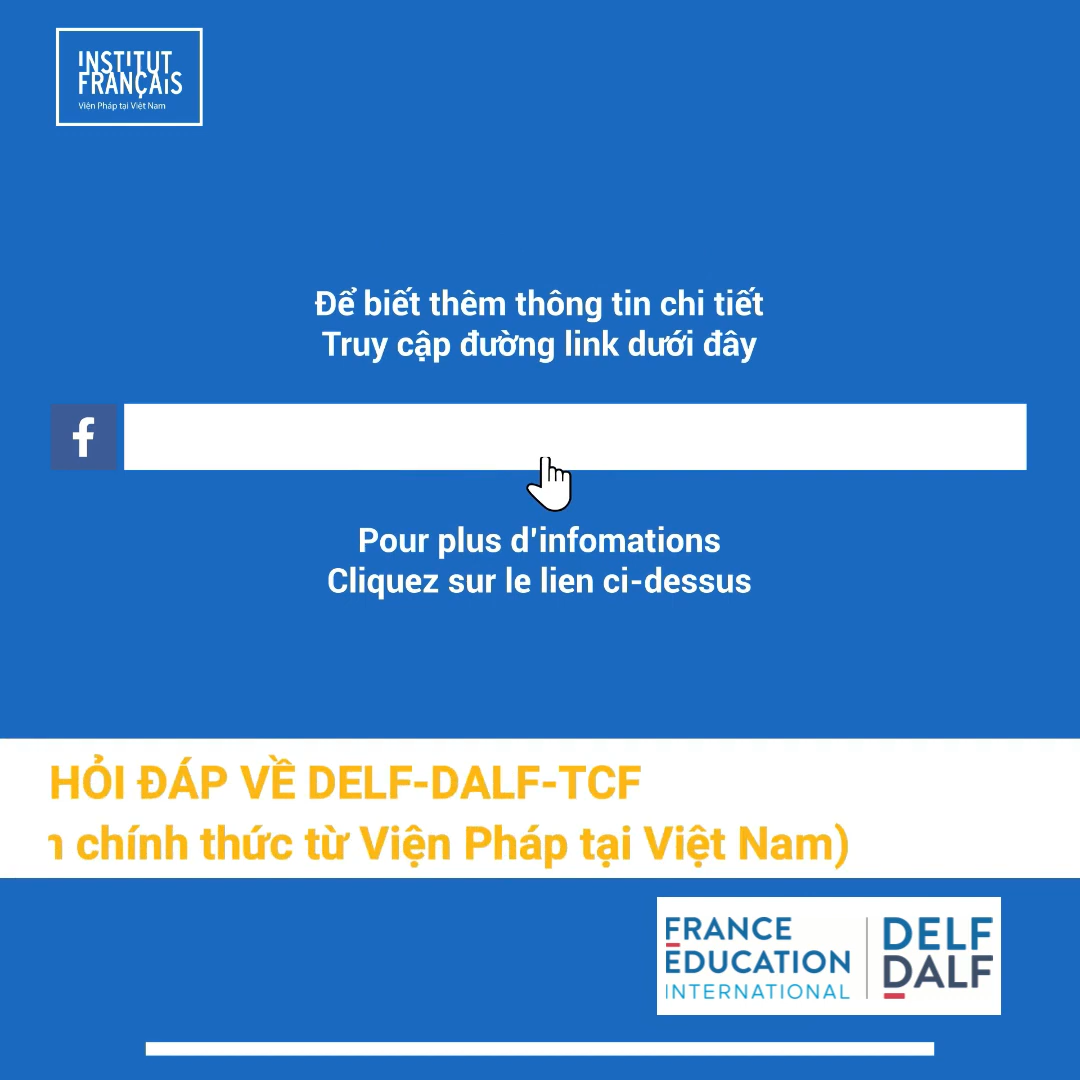 INSTITUT
FRANÇAIS
Viện Pháp tại Việt Nam
Để biết thêm thông tin chi tiết
Truy cập đường link dưới đây
f
Pour plus d'infomations
Cliquez sur le lien ci-dessus
HỎI ĐÁP VỀ DELF-DALF-TCF
chính thức từ Viện Pháp tại Việt Nam)
FRANCE
EDUCATION
INTERNATIONAL
DELF
DALF